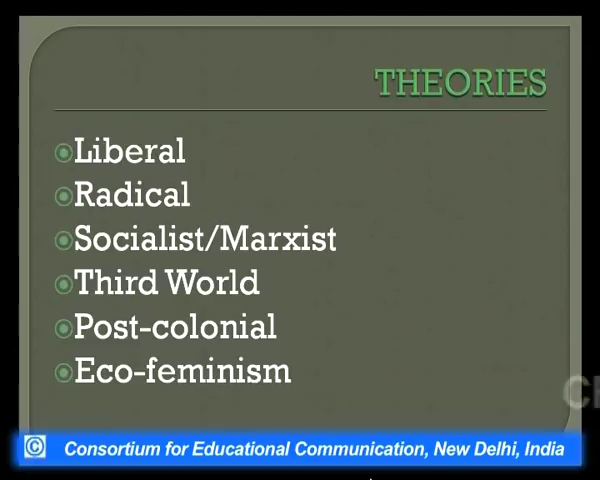 THEORIES
Liberal
Radical
Socialist/Marxist
Third World
Post-colonial
Eco-feminism
© Consortium for Educational Communication, New Delhi, India